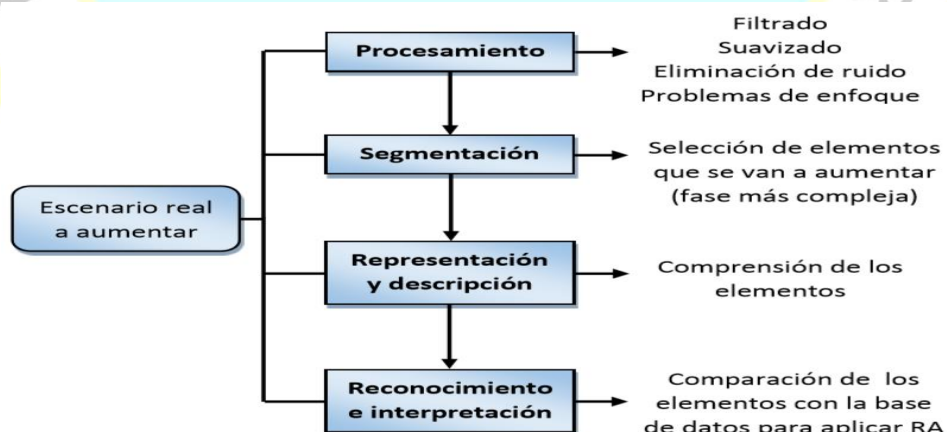 Escenario real
a aumentar
Procesamiento
Filtrado
Suavizado
Eliminación de ruido
Problemas de enfoque
Segmentación
Selección de elementos
que se van a aumentar
(fase más compleja)
Representación
y descripción
Comprensión de los
elementos
Reconocimiento
e interpretación
Comparación de los
elementos con la base
de datos para aplicar RA